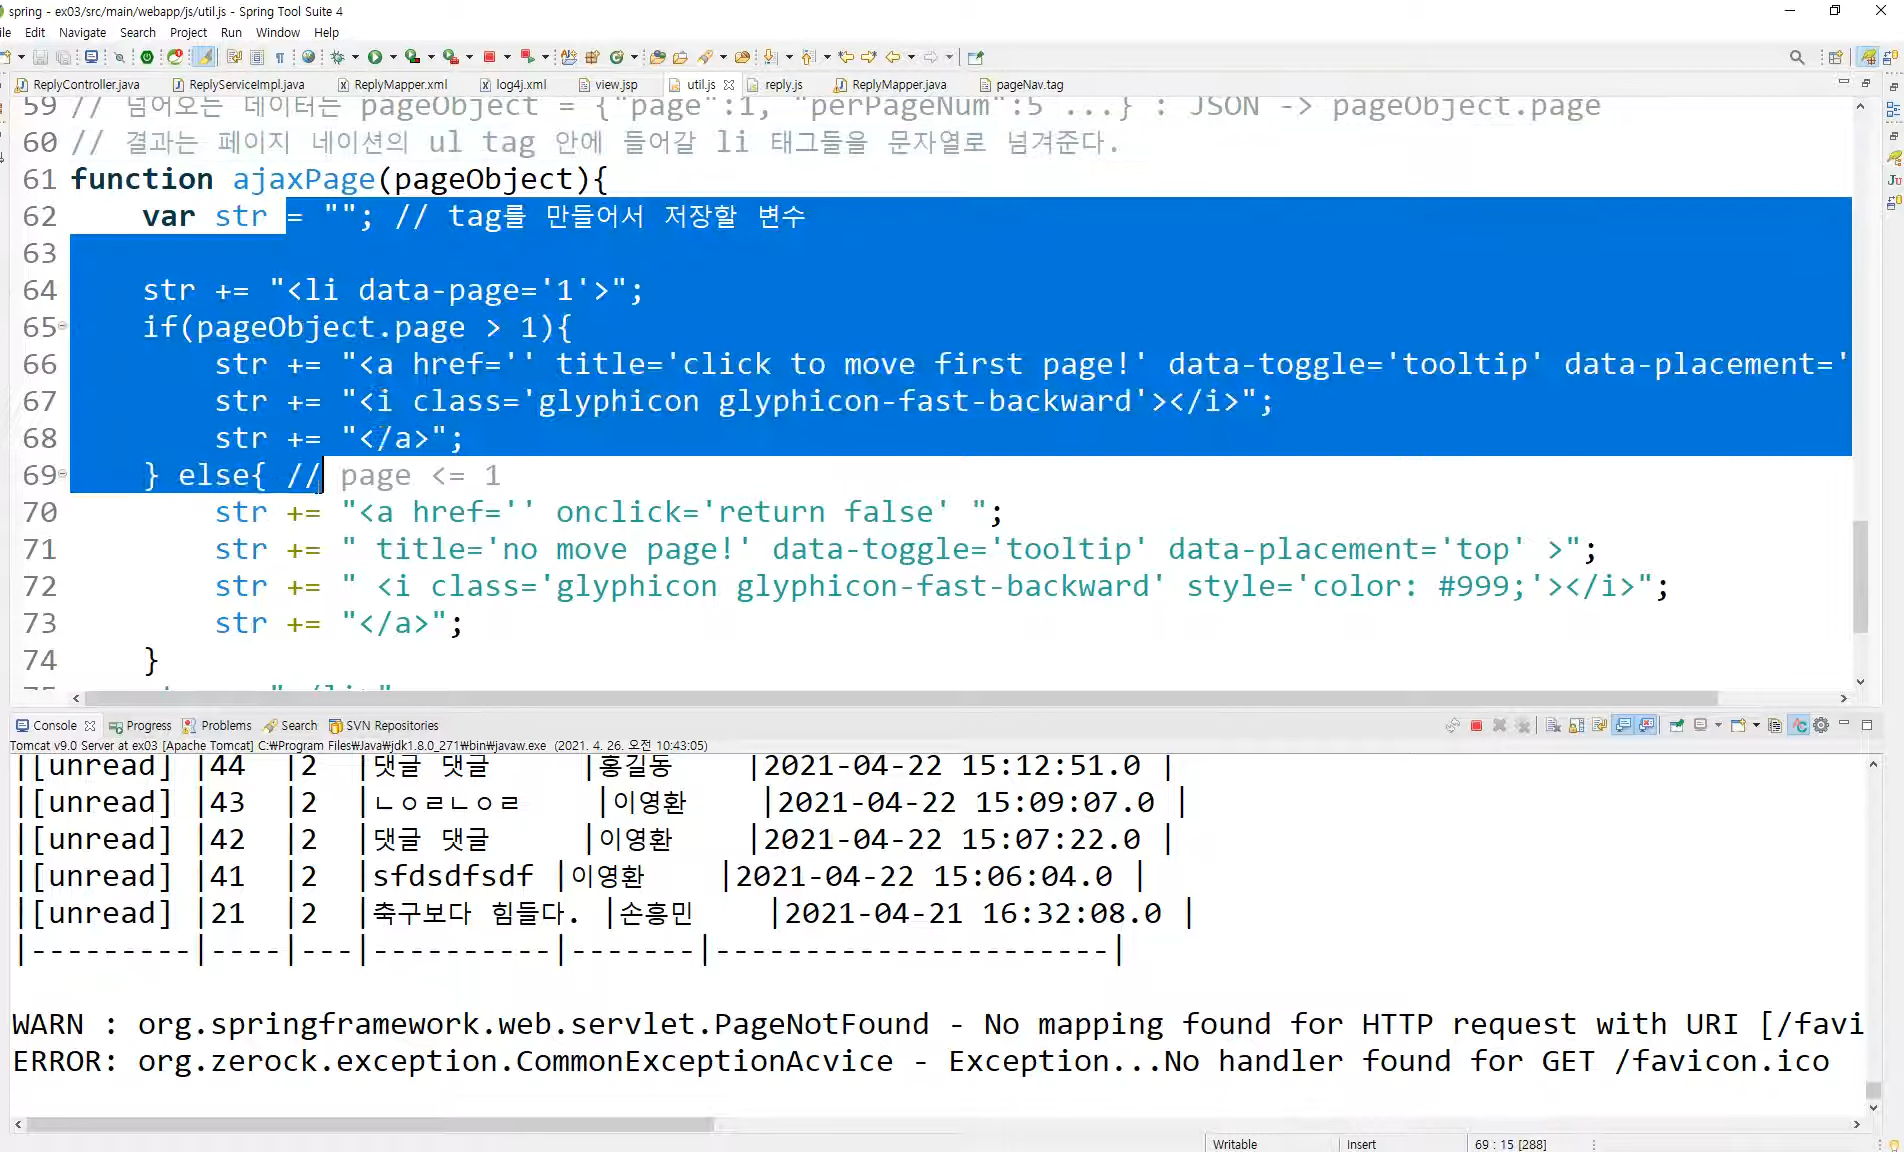 spring - ex03/src/main/webapp/js/util.js - Spring Tool Suite 4
ile Edit Navigate Search Project Run Window Help
ReplyController.java ReplyServiceImpl.java ReplyMapper.xml log4j.xml view.jsp util.js reply.js ReplyMapper.java pageNav.tag
59 // 넘어오는 데이터는 pageObject = {"page":1, "perPageNum":5 ...} : JSON -> pageObject.page
60 // 결과는 페이지 네이션의 ul tag 안에 들어갈 li 태그둘을 문자열로 넘겨준다.
61 function ajaxPage(pageObject){
62 var str = ""; // tag를 만들어서 저장할 변수
63
64 str += "<li data-page='1'>";
65 if(pageObject.page > 1){
66 str += "<a href='' title='click to move first page!' data-toggle='tooltip' data-placement='
67 str += "<i class='glyphicon glyphicon-fast-backward'></i>";
68 str += "</a>";
69 } else{ // page <= 1
70 str += "<a href='' onclick='return false' ";
71 str += " title='no move page!' data-toggle='tooltip' data-placement='top' >";
72 str += " <i class='glyphicon glyphicon-fast-backward' style='color: #999;'></i>";
73 str += "</a>";
74 }
Console Progress Problems Search SVN Repositories
Tomcat v9.0 Server at ex03 [Apache Tomcat] C:₩Program Files₩Java₩jdk1.8.0_271₩bin₩javaw.exe (2021. 4. 26. 오전 10:43:05)
|[unread] |44 |2 |댓글 댓글 |홍길동 |2021-04-22 15:12:51.0 |
|[unread] |43 |2 |ㄴㅇㄹㄴㅇㄹ |이영환 |2021-04-22 15:09:07.0 |
|[unread] |42 |2 |댓글 댓글 |이영환 |2021-04-22 15:07:22.0 |
|[unread] |41 |2 |sfdsdfsdf |이영환 |2021-04-22 15:06:04.0 |
|[unread] |21 |2 |축구보다 힘들다. |손흥민 |2021-04-21 16:32:08.0 |
|---------|----|---|----------|-------|----------------------|
WARN : org.springframework.web.servlet.PageNotFound - No mapping found for HTTP request with URI [/favi
ERROR: org.zerock.exception.CommonExceptionAcvice - Exception...No handler found for GET /favicon.ico
Writable Insert 69 : 15 [288]